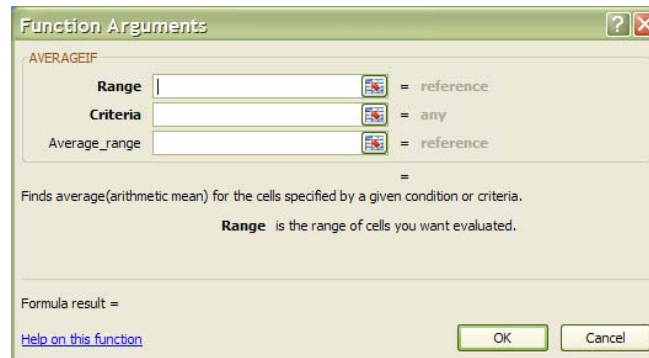 Function Arguments
AVERAGEIF
Range = reference
Criteria = any
Average_range = reference
=
Finds average(arithmetic mean) for the cells specified by a given condition or criteria.
Range is the range of cells you want evaluated.
Formula result =
Help on this function
OK Cancel